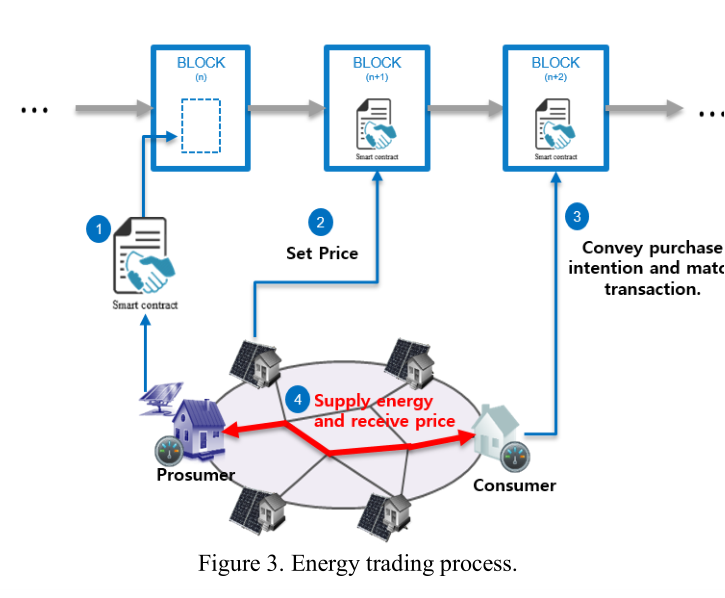 BLOCK
(n)
BLOCK
(n+1)
BLOCK
(n+2)
...
...
Smart contract
Smart contract
1
2
3
Set Price
Convey purchase
intention and matc
transaction.
Smart contract
4
Supply energy
and receive price
Prosumer
Consumer
Figure 3. Energy trading process.